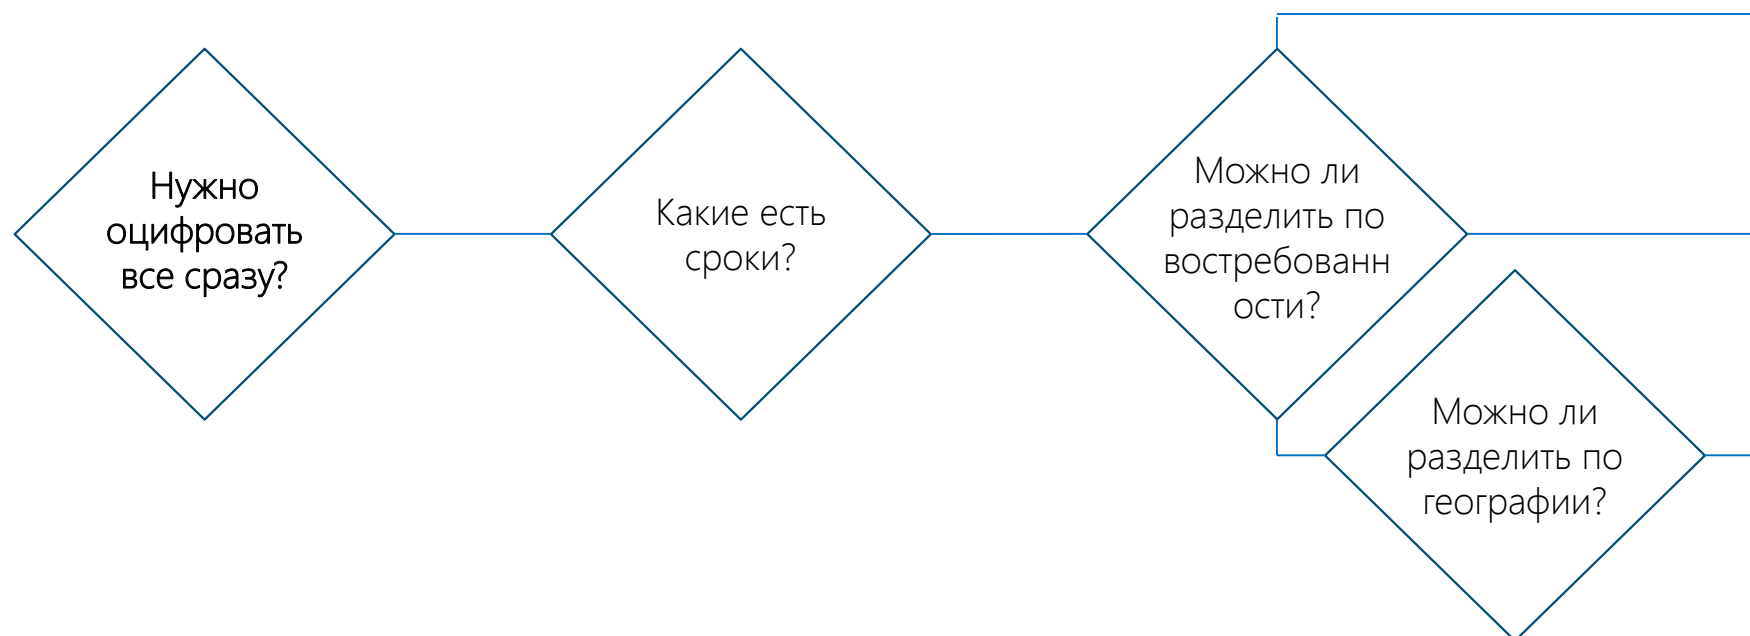 Нужно
оцифровать
все сразу?
Какие есть
сроки?
Можно ли
разделить по
востребованн
ости?
Можно ли
разделить по
географии?